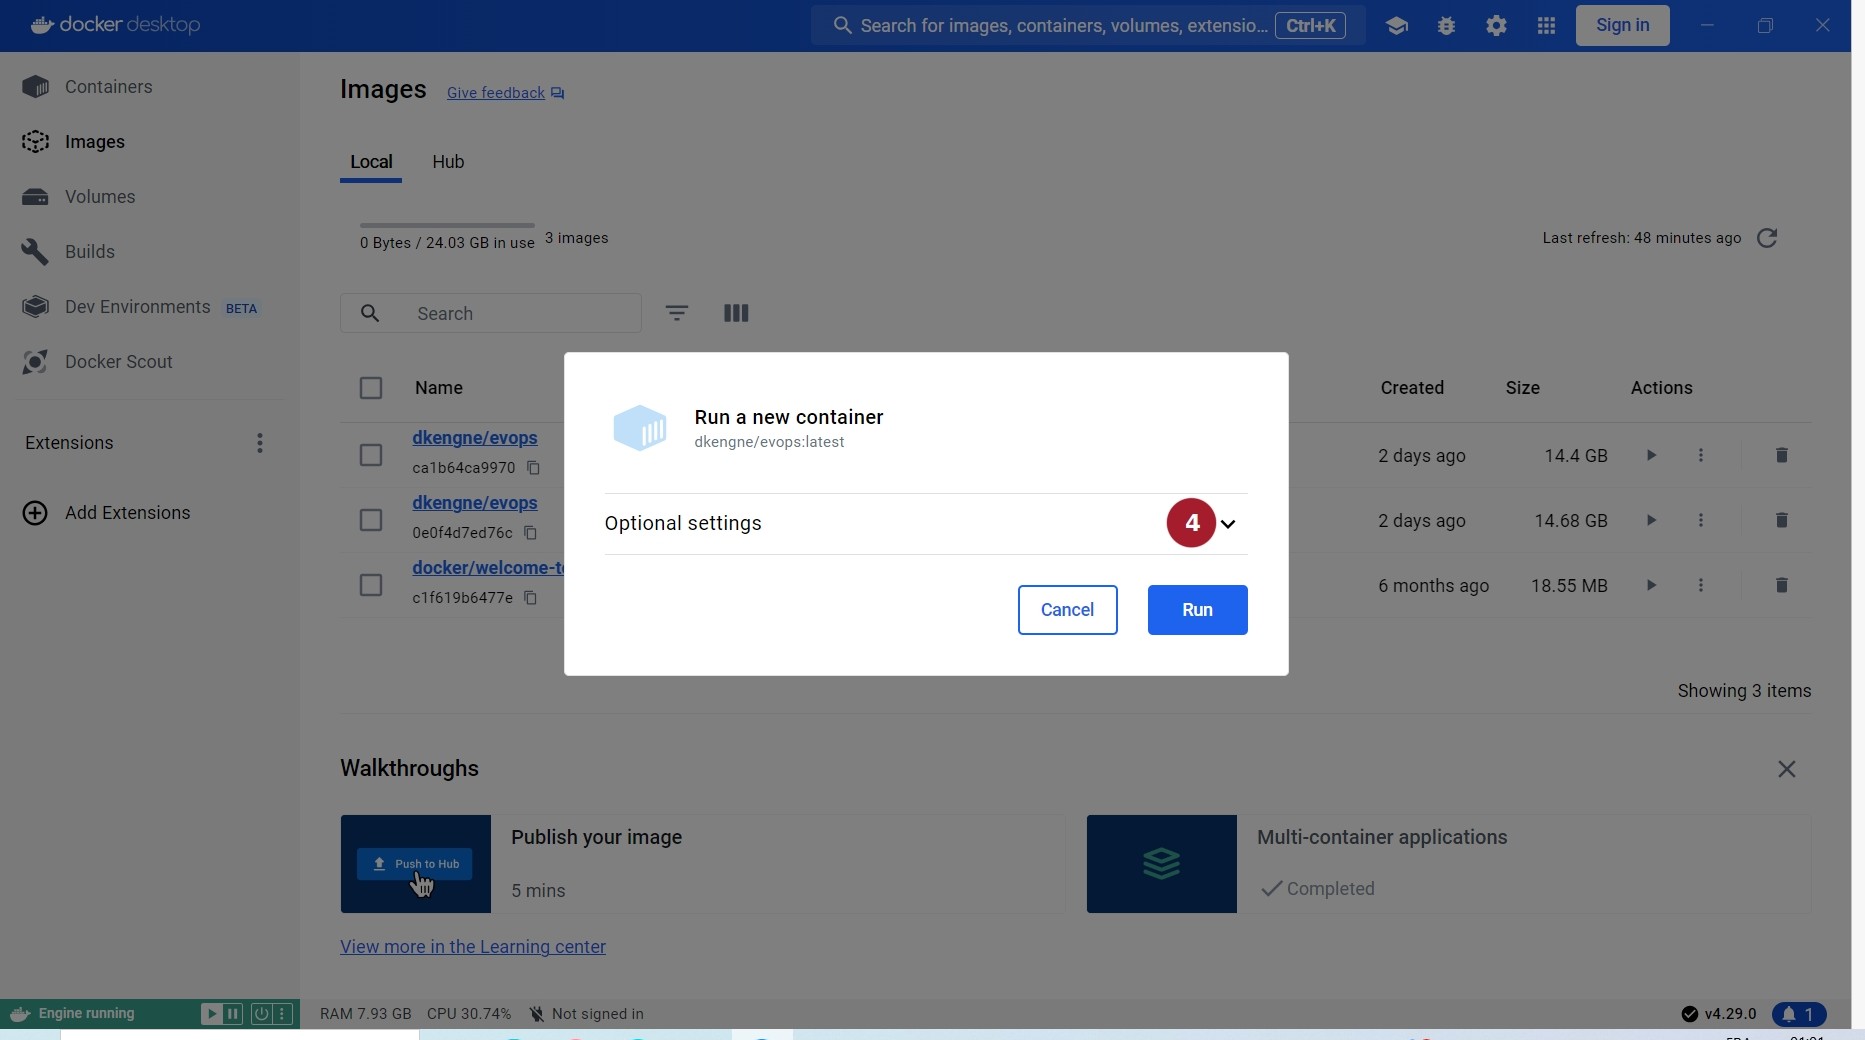 docker desktop
Search for images, containers, volumes, extensio... Ctrl+K
Sign in
Containers
Images
Volumes
Builds
Dev Environments BETA
Docker Scout
Extensions
Add Extensions
Images Give feedback
Local Hub
0 Bytes / 24.03 GB in use 3 images
Last refresh: 48 minutes ago
Search
Name Created Size Actions
dkengne/evops
ca1b64ca9970
2 days ago 14.4 GB
dkengne/evops
0e0f4d7ed76c
2 days ago 14.68 GB
docker/welcome-t
c1f619b6477e
6 months ago 18.55 MB
Run a new container
dkengne/evops:latest
Optional settings 4
Cancel Run
Showing 3 items
Walkthroughs
Push to Hub
Publish your image
5 mins
Multi-container applications
Completed
View more in the Learning center
Engine running
RAM 7.93 GB CPU 30.74% Not signed in
v4.29.0 1